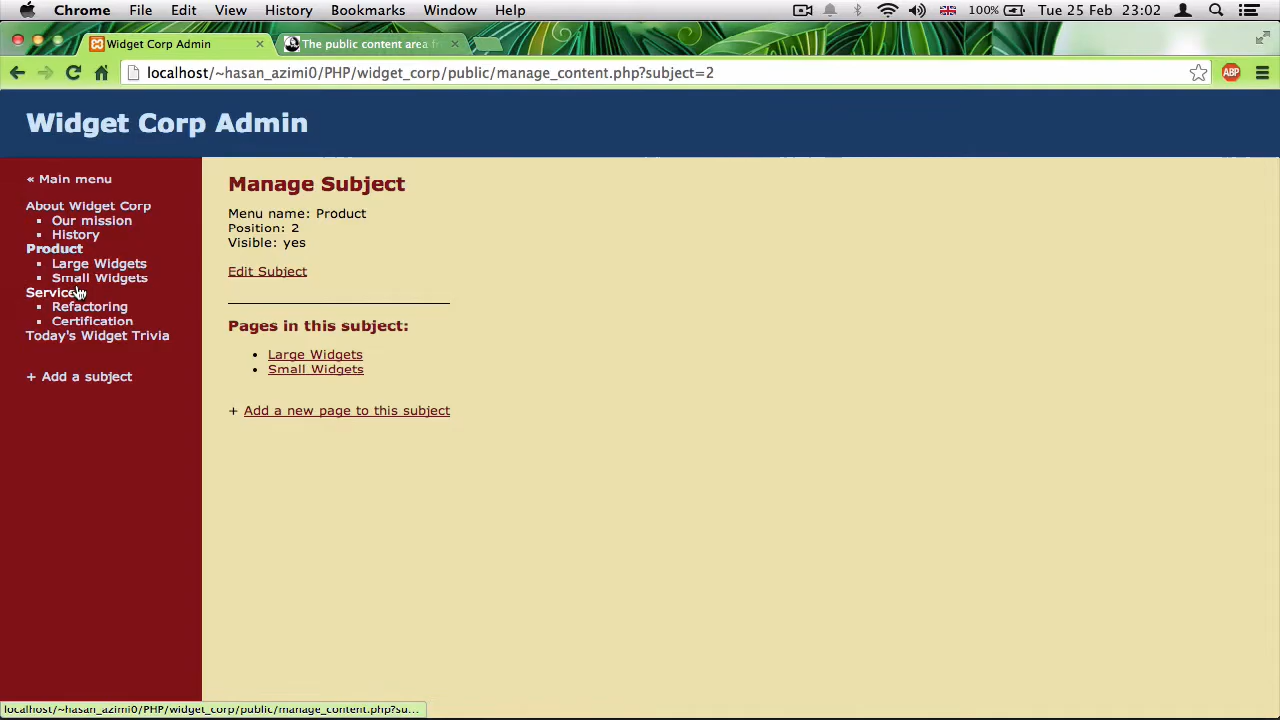 Chrome File Edit View History Bookmarks Window Help 100% Tue 25 Feb 23:02
Widget Corp Admin The public content area f
localhost/~hasan_azimi0/PHP/widget_corp/public/manage_content.php?subject=2 ABP
Widget Corp Admin
« Main menu
About Widget Corp
Our mission
History
Product
Large Widgets
Small Widgets
Services
Refactoring
Certification
Today's Widget Trivia
+ Add a subject
Manage Subject
Menu name: Product
Position: 2
Visible: yes
Edit Subject
Pages in this subject:
Large Widgets
Small Widgets
+ Add a new page to this subject
localhost/~hasan_azimi0/PHP/widget_corp/public/manage_content.php?su...